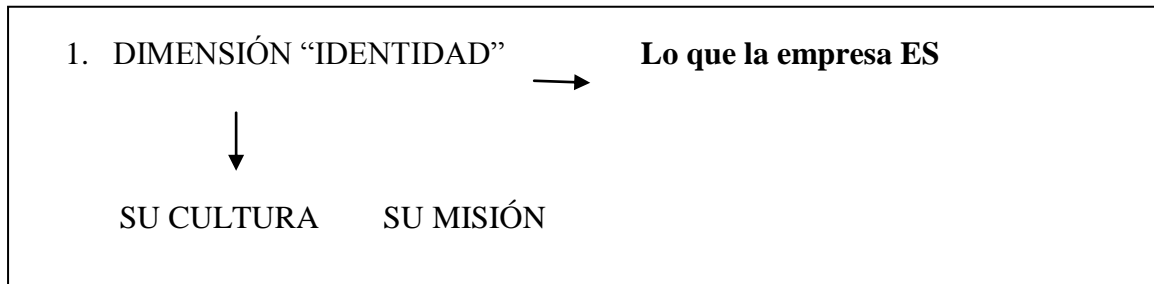 1. DIMENSIÓN “IDENTIDAD” Lo que la empresa ES
SU CULTURA SU MISIÓN